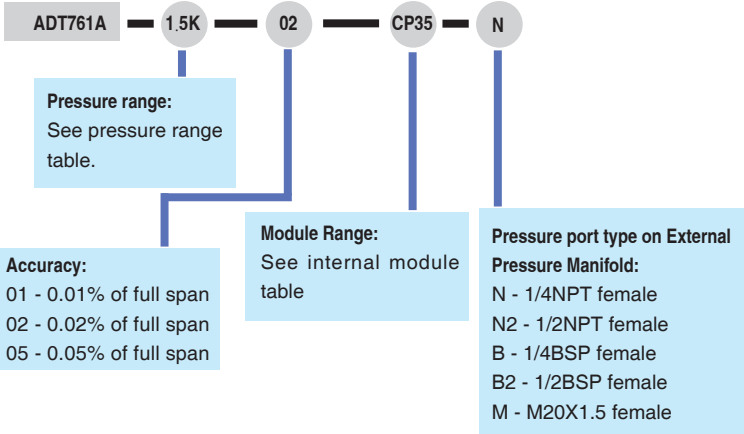 ADT761A 1.5K 02 CP35 N
Pressure range:
See pressure range
table.
Accuracy:
01 - 0.01% of full span
02 - 0.02% of full span
05 - 0.05% of full span
Module Range:
See internal module
table
Pressure port type on External
Pressure Manifold:
N - 1/4NPT female
N2 - 1/2NPT female
B - 1/4BSP female
B2 - 1/2BSP female
M - M20X1.5 female